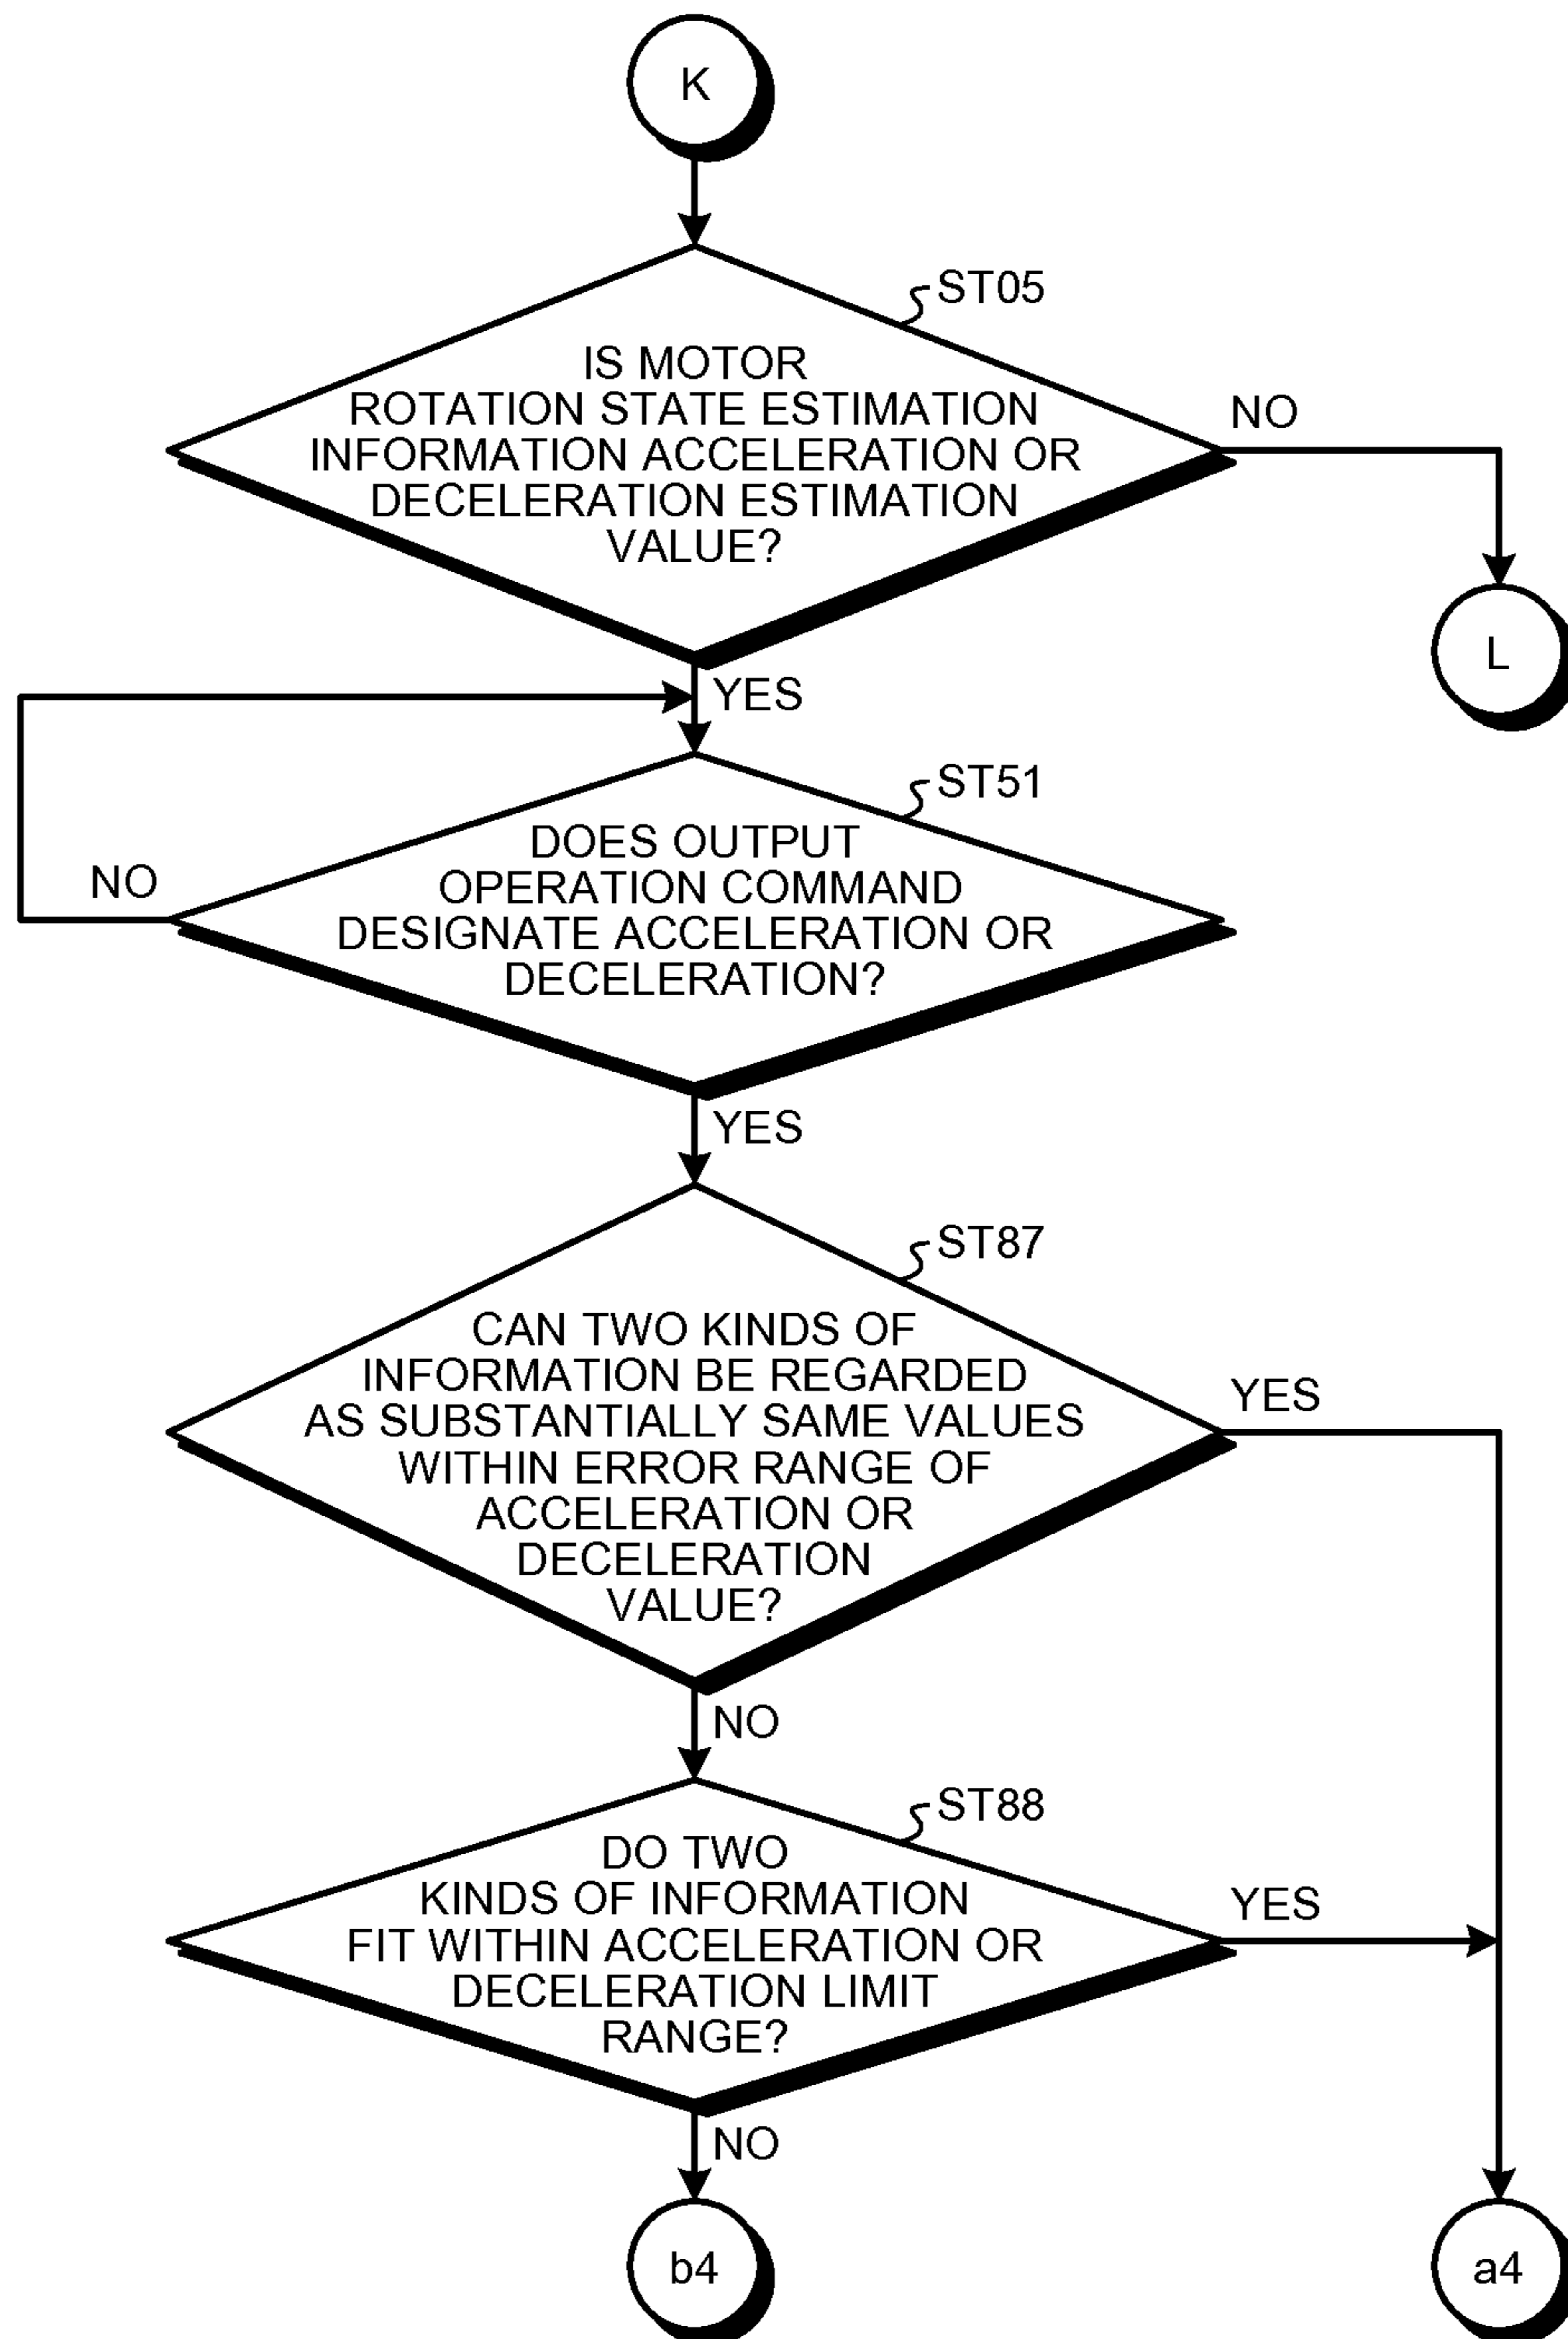 K
ST05
IS MOTOR
ROTATION STATE ESTIMATION
INFORMATION ACCELERATION OR
DECELERATION ESTIMATION
VALUE?
NO
L
YES
ST51
DOES OUTPUT
OPERATION COMMAND
DESIGNATE ACCELERATION OR
DECELERATION?
NO
YES
ST87
CAN TWO KINDS OF
INFORMATION BE REGARDED
AS SUBSTANTIALLY SAME VALUES
WITHIN ERROR RANGE OF
ACCELERATION OR
DECELERATION
VALUE?
YES
NO
ST88
DO TWO
KINDS OF INFORMATION
FIT WITHIN ACCELERATION OR
DECELERATION LIMIT
RANGE?
YES
NO
b4
a4